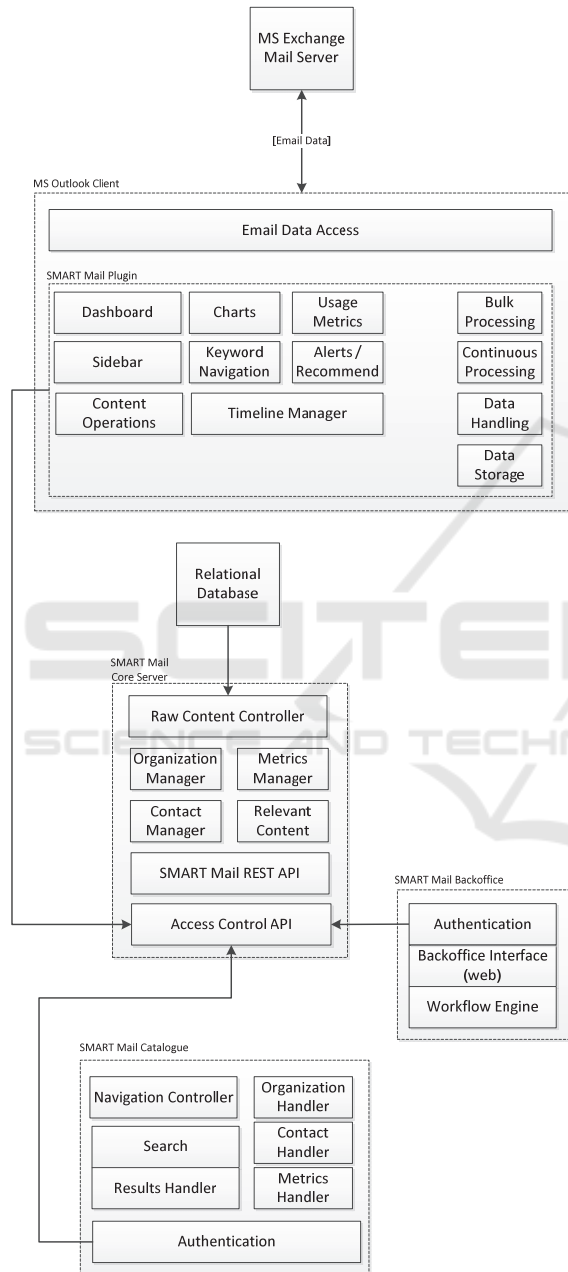 MS Exchange
Mail Server
[Email Data]
MS Outlook Client
Email Data Access
SMART Mail Plugin
Dashboard
Charts
Usage
Metrics
Bulk
Processing
Sidebar
Keyword
Navigation
Alerts /
Recommend
Continuous
Processing
Content
Operations
Timeline Manager
Data
Handling
Data
Storage
Relational
Database
SMART Mail
Core Server
Raw Content Controller
Organization
Manager
Metrics
Manager
Contact
Manager
Relevant
Content
SMART Mail REST API
Access Control API
SMART Mail Backoffice
Authentication
Backoffice Interface
(web)
Workflow Engine
SMART Mail Catalogue
Navigation Controller
Organization
Handler
Search
Contact
Handler
Results Handler
Metrics
Handler
Authentication